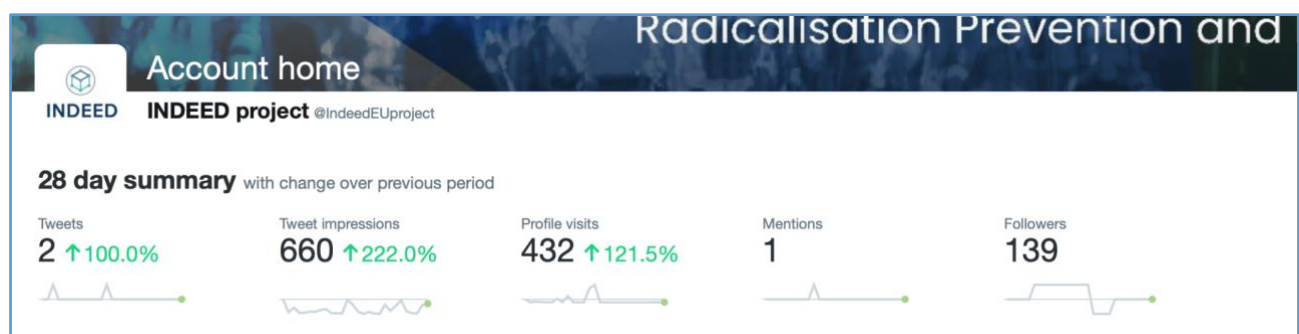 Radicalisation Prevention and
Account home
INDEED
INDEED project @IndeedEUproject
28 day summary with change over previous period
Tweets
2 ↑100.0%
Tweet impressions
660 ↑222.0%
Profile visits
432 ↑121.5%
Mentions
1
Followers
139